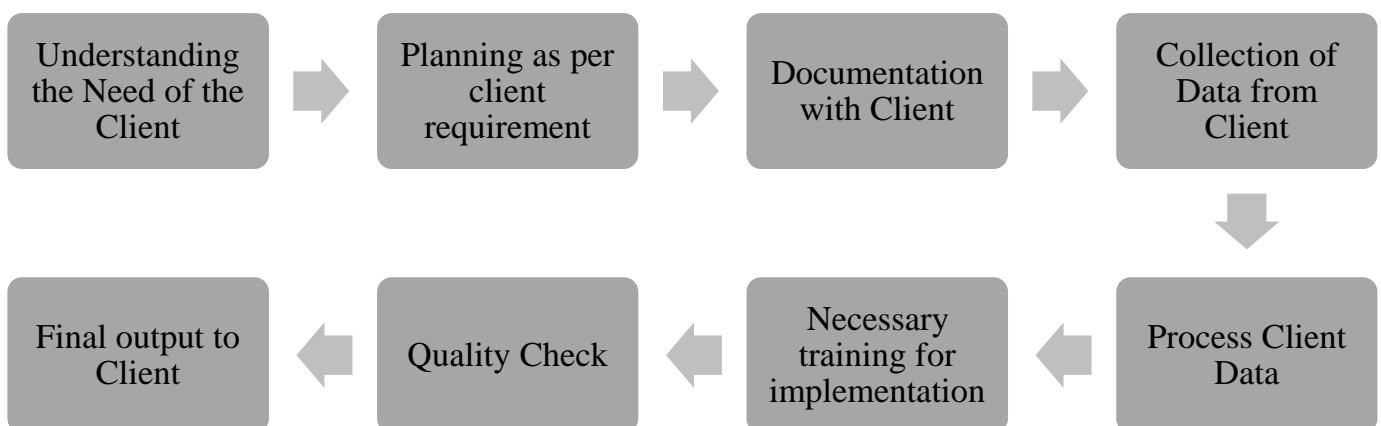 Understanding
the Need of the
Client
Planning as per
client
requirement
Documentation
with Client
Collection of
Data from
Client
Process Client
Data
Necessary
training for
implementation
Quality Check
Final output to
Client